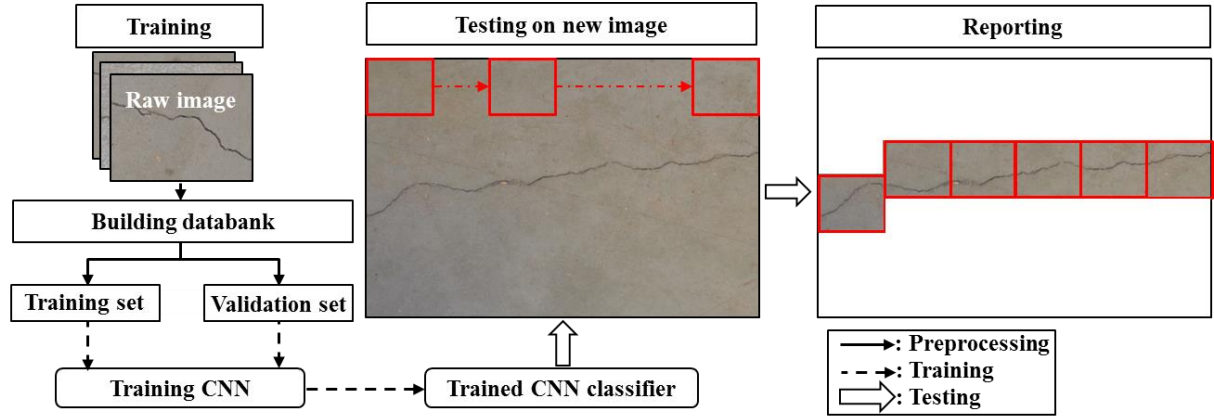 Training
Raw image
Building databank
Training set
Validation set
Training CNN
Testing on new image
Trained CNN classifier
Reporting
: Preprocessing
: Training
: Testing